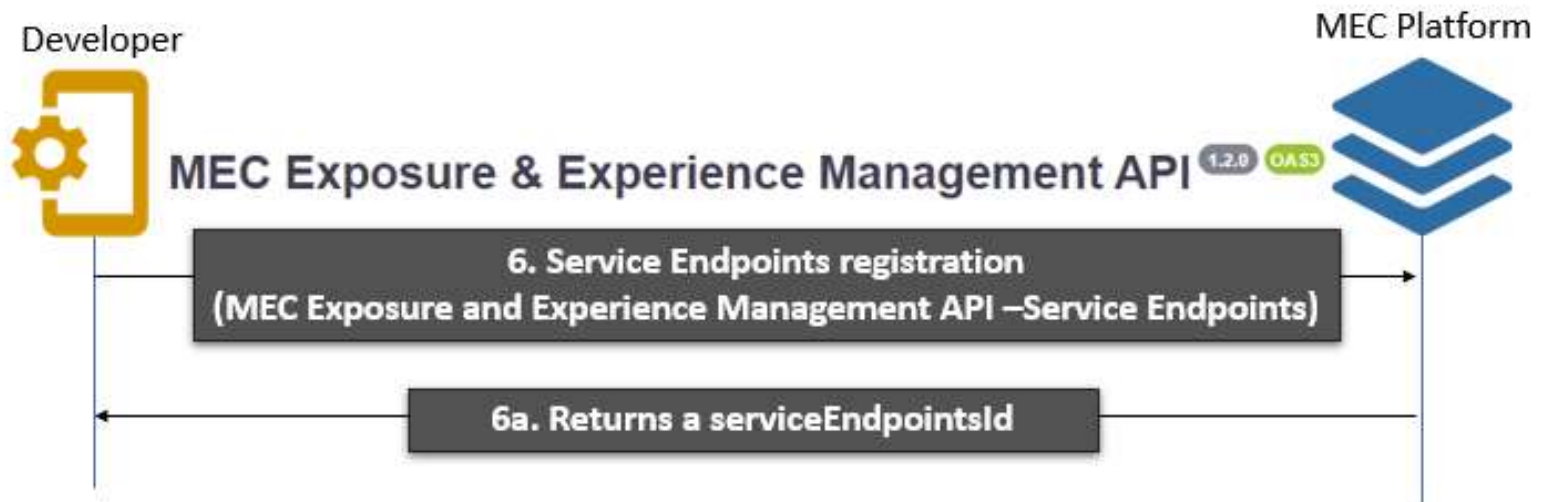 Developer
MEC Platform
MEC Exposure & Experience Management API 1.2.0 OAS3
6. Service Endpoints registration
(MEC Exposure and Experience Management API –Service Endpoints)
6a. Returns a serviceEndpointsId